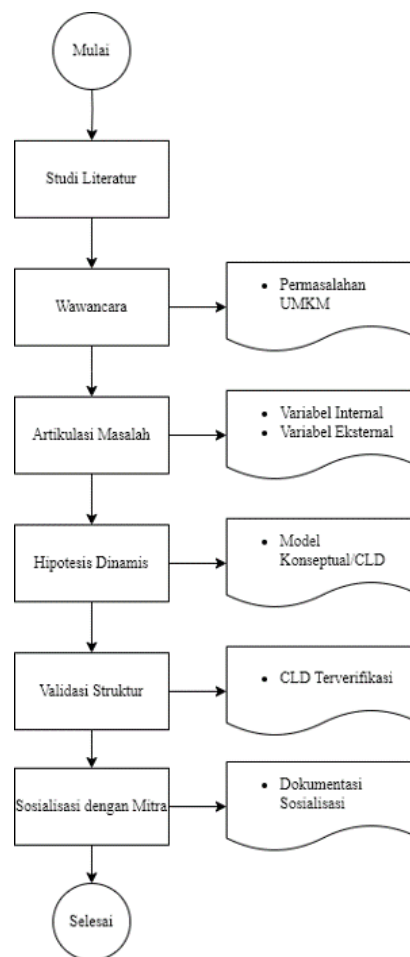 Mulai
Studi Literatur
Wawancara
• Permasalahan
UMKM
Artikulasi Masalah
• Variabel Internal
• Variabel Eksternal
Hipotesis Dinamis
• Model
Konseptual/CLD
Validasi Struktur
• CLD Terverifikasi
Sosialisasi dengan Mitra
• Dokumentasi
Sosialisasi
Selesai